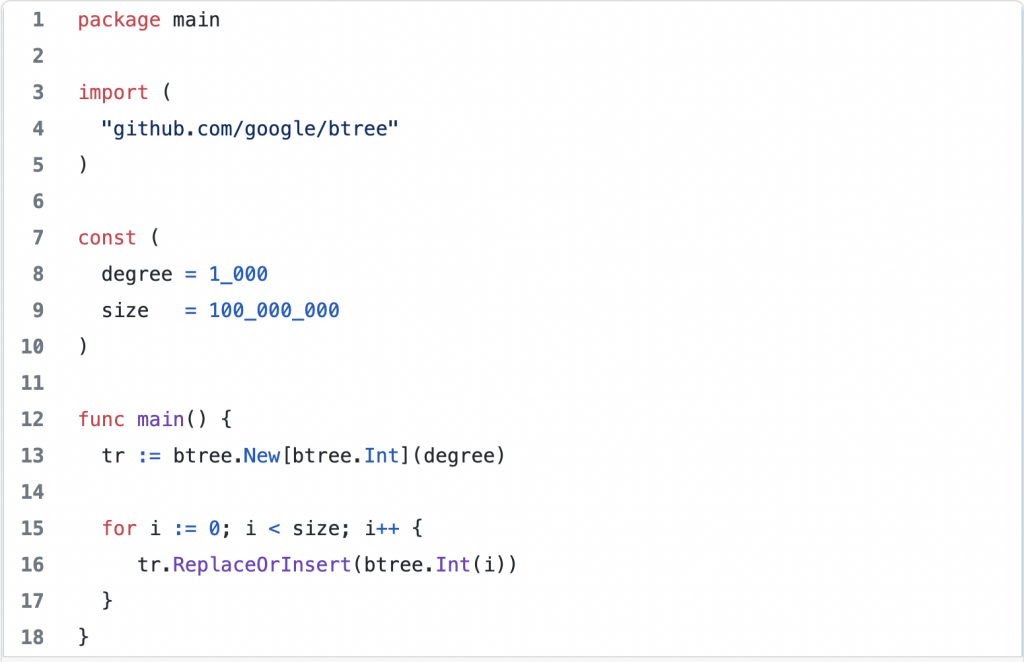 1 package main
2
3 import (
4 "github.com/google/btree"
5 )
6
7 const (
8 degree = 1_000
9 size   = 100_000_000
10 )
11
12 func main() {
13 tr := btree.New[btree.Int](degree)
14
15 for i := 0; i < size; i++ {
16 tr.ReplaceOrInsert(btree.Int(i))
17 }
18 }